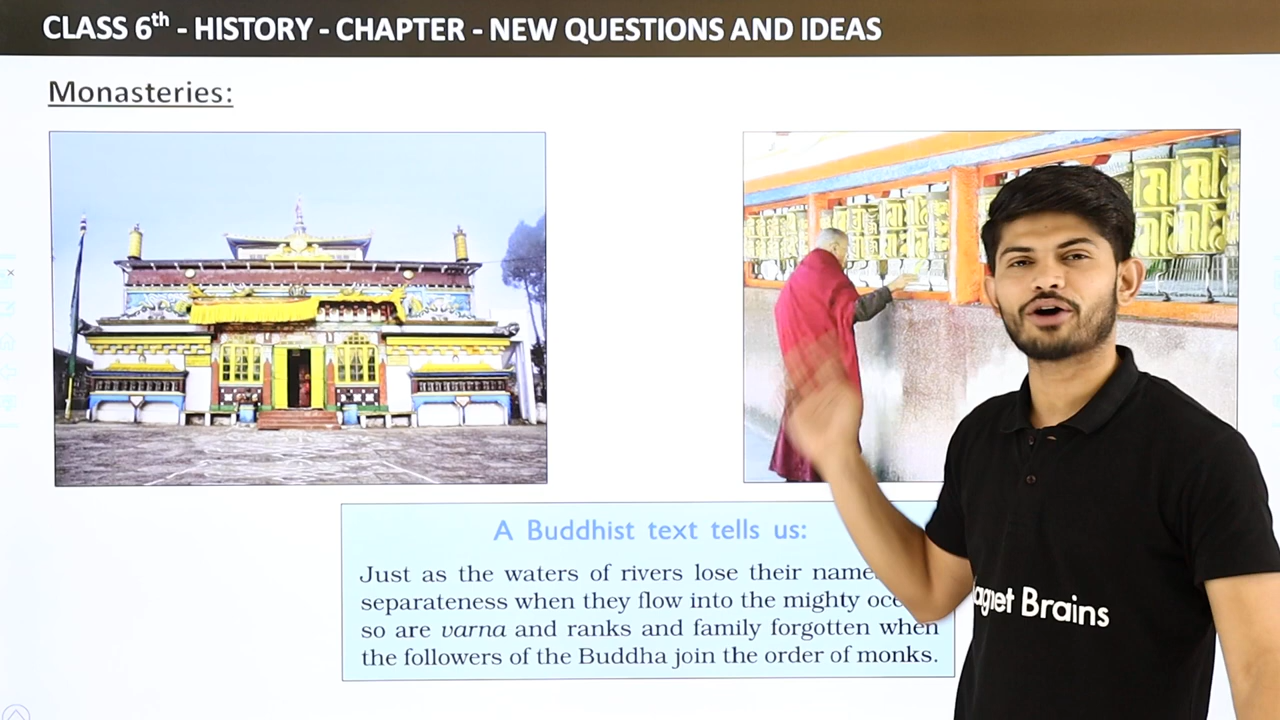 CLASS 6th - HISTORY - CHAPTER - NEW QUESTIONS AND IDEAS
Monasteries:
A Buddhist text tells us:
Just as the waters of rivers lose their
separateness when they flow into the mighty
so are varna and ranks and family forgotten when
the followers of the Buddha join the order of monks.
Brains